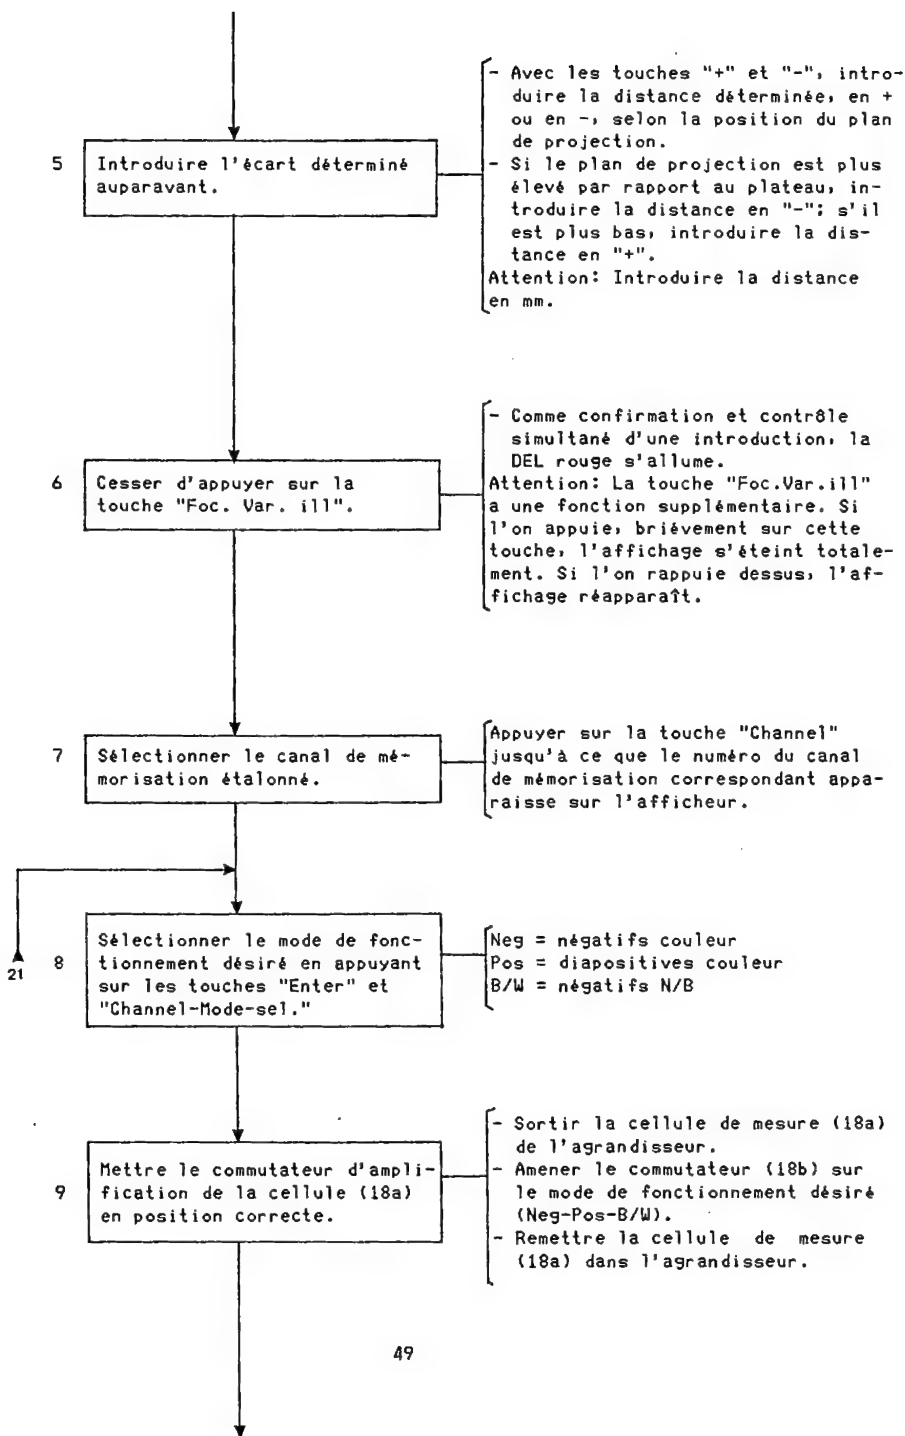 - Avec les touches "+" et "-", intro-
duire la distance déterminée, en +
ou en -, selon la position du plan
de projection.
- Si le plan de projection est plus
élevé par rapport au plateau, in-
troduire la distance en "-"; s'il
est plus bas, introduire la dis-
tance en "+".
Attention: Introduire la distance
en mm.
5
Introduire l'écart déterminé
auparavant.
- Comme confirmation et contrôle
simultané d'une introduction, la
DEL rouge s'allume.
Attention: La touche "Foc.Var.ill"
a une fonction supplémentaire. Si
l'on appuie, briévement sur cette
touche, l'affichage s'éteint totale-
ment. Si l'on rappuie dessus, l'af-
fichage réapparaît.
6
Cesser d'appuyer sur la
touche "Foc. Var. ill".
7
Sélectionner le canal de mé-
morisation étalonné.
Appuyer sur la touche "Channel"
jusqu'à ce que le numéro du canal
de mémorisation correspondant appa-
raisse sur l'afficheur.
21
8
Sélectionner le mode de fonc-
tionnement désiré en appuyant
sur les touches "Enter" et
"Channel-Mode-sel."
Neg = négatifs couleur
Pos = diapositives couleur
B/W = négatifs N/B
9
Mettre le commutateur d'ampli-
fication de la cellule (18a)
en position correcte.
- Sortir la cellule de mesure (18a)
de l'agrandisseur.
- Amener le commutateur (18b) sur
le mode de fonctionnement désiré
(Neg-Pos-B/W).
- Remettre la cellule de mesure
(18a) dans l'agrandisseur.
49